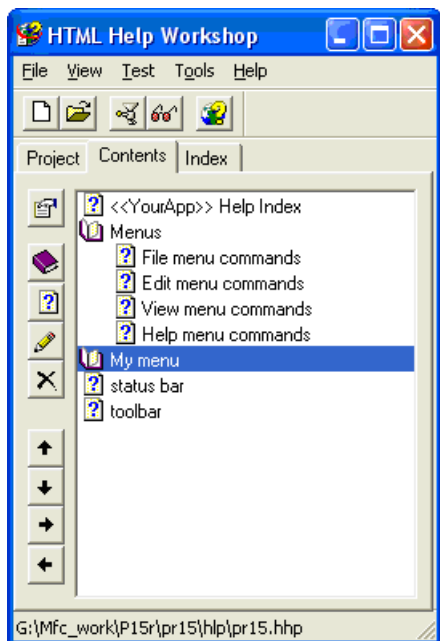 HTML Help Workshop
File View Test Tools Help
Project Contents Index
<<YourApp>> Help Index
Menus
File menu commands
Edit menu commands
View menu commands
Help menu commands
My menu
status bar
toolbar
G:\Mfc_work\P15r\pr15\hlp\pr15.hhp